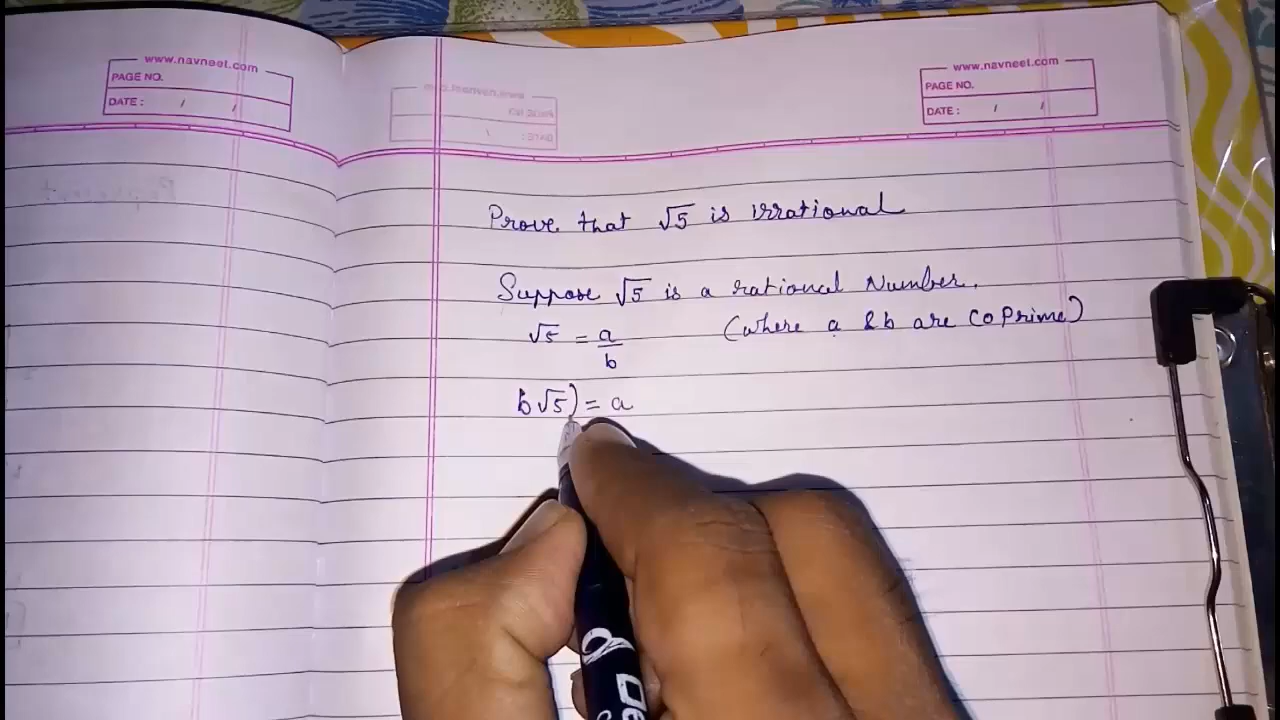 www.navneet.com
PAGE NO.
DATE : / /
www.navneet.com
PAGE NO.
DATE : / /
Prove that √5 is irrational
Suppose √5 is a rational Number.
√5 = a/b (where a & b are coprime)
b√5) = a